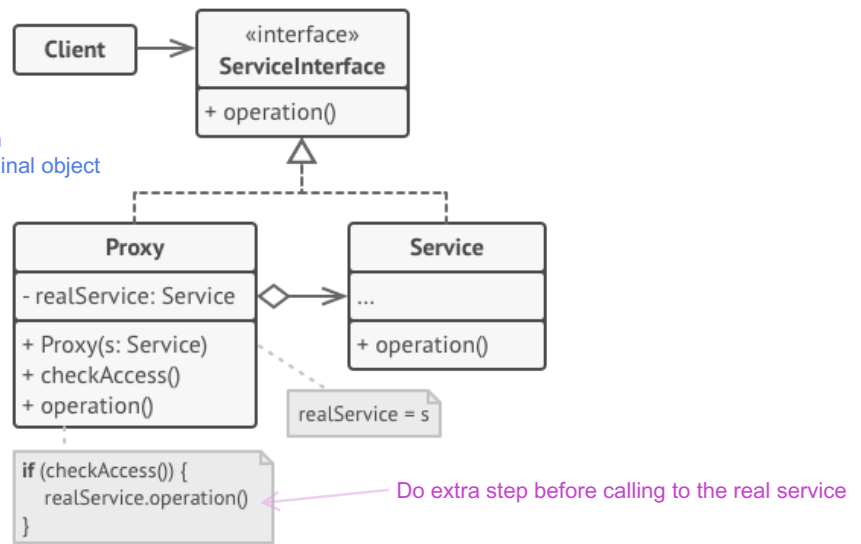 Client
«interface»
ServiceInterface
+ operation()
inal object
Proxy
- realService: Service
+ Proxy(s: Service)
+ checkAccess()
+ operation()
Service
...
+ operation()
realService = s
if (checkAccess()) {
realService.operation()
}
Do extra step before calling to the real service